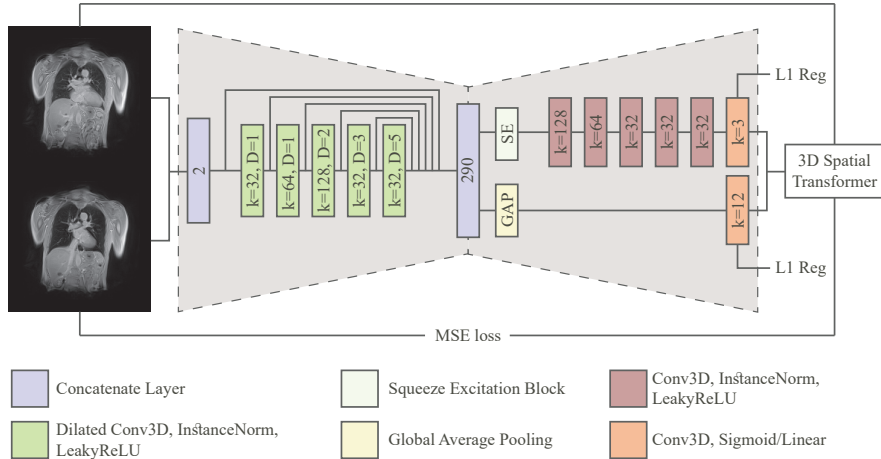 L1 Reg
2
k=32, D=1
k=64, D=1
k=128, D=2
k=32, D=3
k=32, D=5
290
SE
GAP
k=128
k=64
k=32
k=32
k=32
k=3
k=12
3D Spatial
Transformer
L1 Reg
MSE loss
Concatenate Layer
Squeeze Excitation Block
Conv3D, InstanceNorm,
LeakyReLU
Dilated Conv3D, InstanceNorm,
LeakyReLU
Global Average Pooling
Conv3D, Sigmoid/Linear